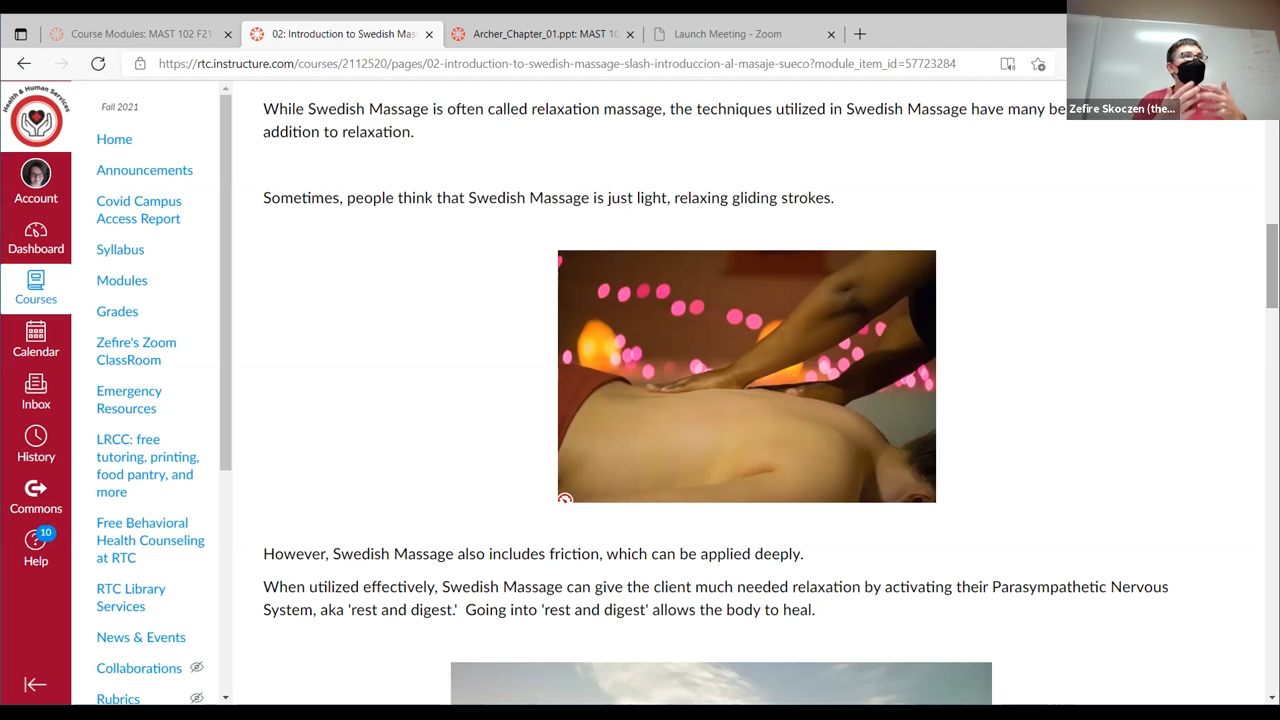 Course Modules: MAST 102 F21
02: Introduction to Swedish Mas
Archer_Chapter_01.ppt: MAST 10
Launch Meeting - Zoom
https://rtc.instructure.com/courses/2112520/pages/02-introduction-to-swedish-massage-slash-introduccion-al-masaje-sueco?module_item_id=57723284
Zefire Skoczen (the...
Health & Human Services
Account
Dashboard
Courses
Calendar
Inbox
History
Commons
10
Help
Fall 2021
Home
Announcements
Covid Campus
Access Report
Syllabus
Modules
Grades
Zefire's Zoom
ClassRoom
Emergency
Resources
LRCC: free
tutoring, printing,
food pantry, and
more
Free Behavioral
Health Counseling
at RTC
RTC Library
Services
News & Events
Collaborations
Rubrics
While Swedish Massage is often called relaxation massage, the techniques utilized in Swedish Massage have many be
addition to relaxation.
Sometimes, people think that Swedish Massage is just light, relaxing gliding strokes.
However, Swedish Massage also includes friction, which can be applied deeply.
When utilized effectively, Swedish Massage can give the client much needed relaxation by activating their Parasympathetic Nervous
System, aka 'rest and digest.' Going into 'rest and digest' allows the body to heal.